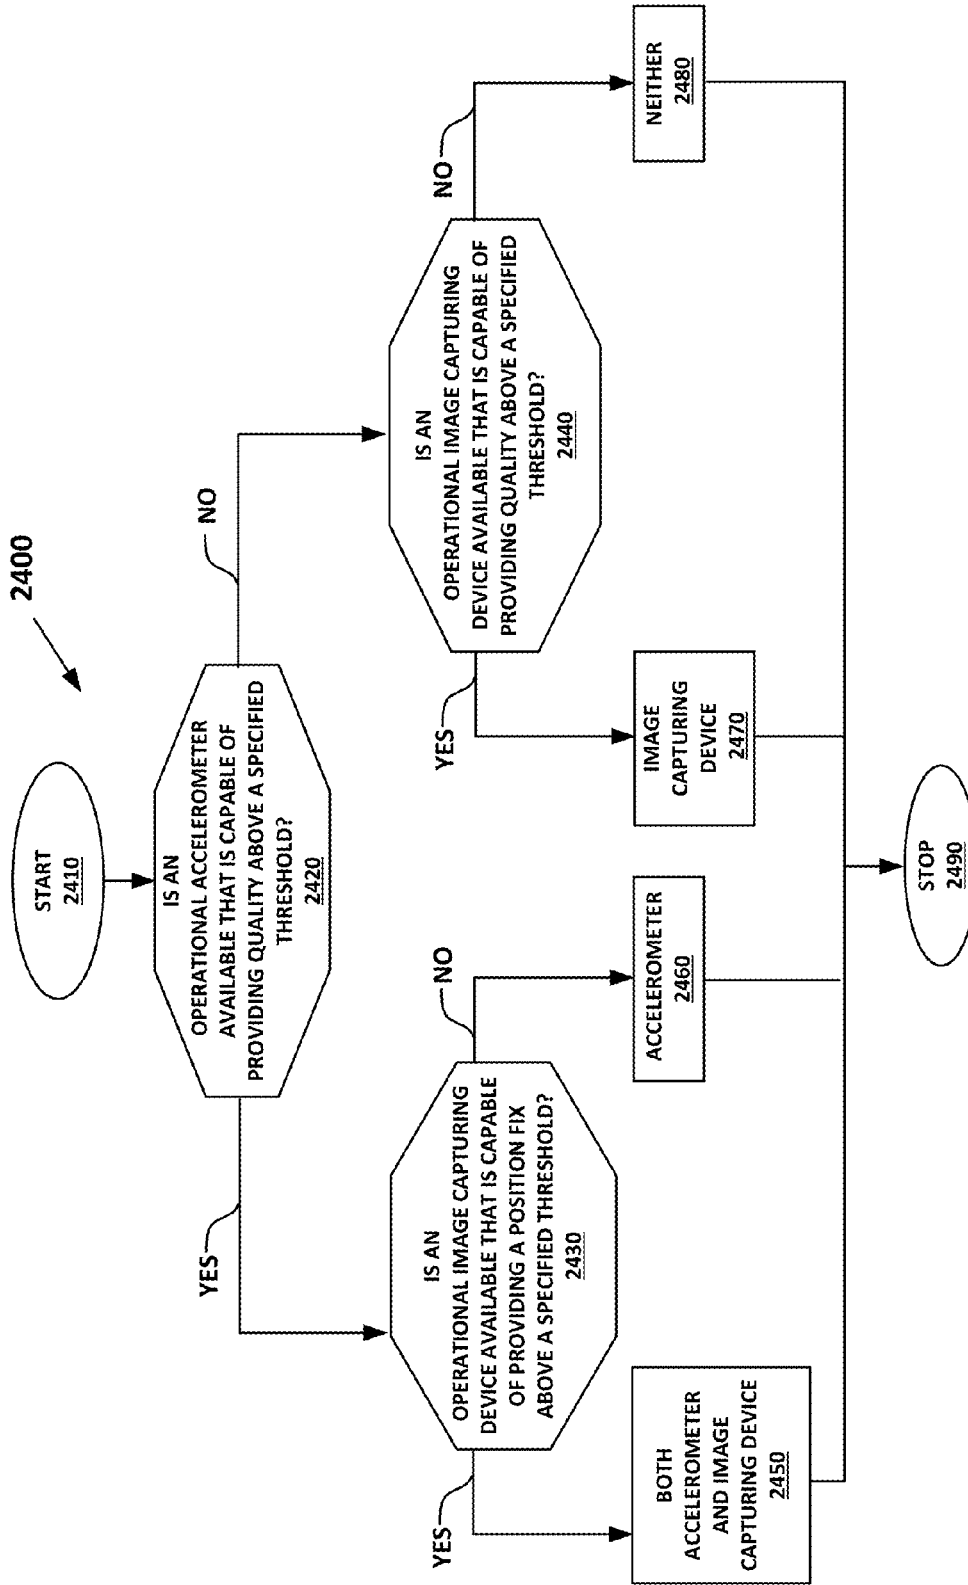 2400
START
2410
IS AN
OPERATIONAL ACCELEROMETER
AVAILABLE THAT IS CAPABLE OF
PROVIDING QUALITY ABOVE A SPECIFIED
THRESHOLD?
2420
YES
NO
IS AN
OPERATIONAL IMAGE CAPTURING
DEVICE AVAILABLE THAT IS CAPABLE
OF PROVIDING A POSITION FIX
ABOVE A SPECIFIED THRESHOLD?
2430
IS AN
OPERATIONAL IMAGE CAPTURING
DEVICE AVAILABLE THAT IS CAPABLE OF
PROVIDING QUALITY ABOVE A SPECIFIED
THRESHOLD?
2440
YES
NO
YES
NO
BOTH
ACCELEROMETER
AND IMAGE
CAPTURING DEVICE
2450
ACCELEROMETER
2460
IMAGE
CAPTURING
DEVICE
2470
NEITHER
2480
STOP
2490